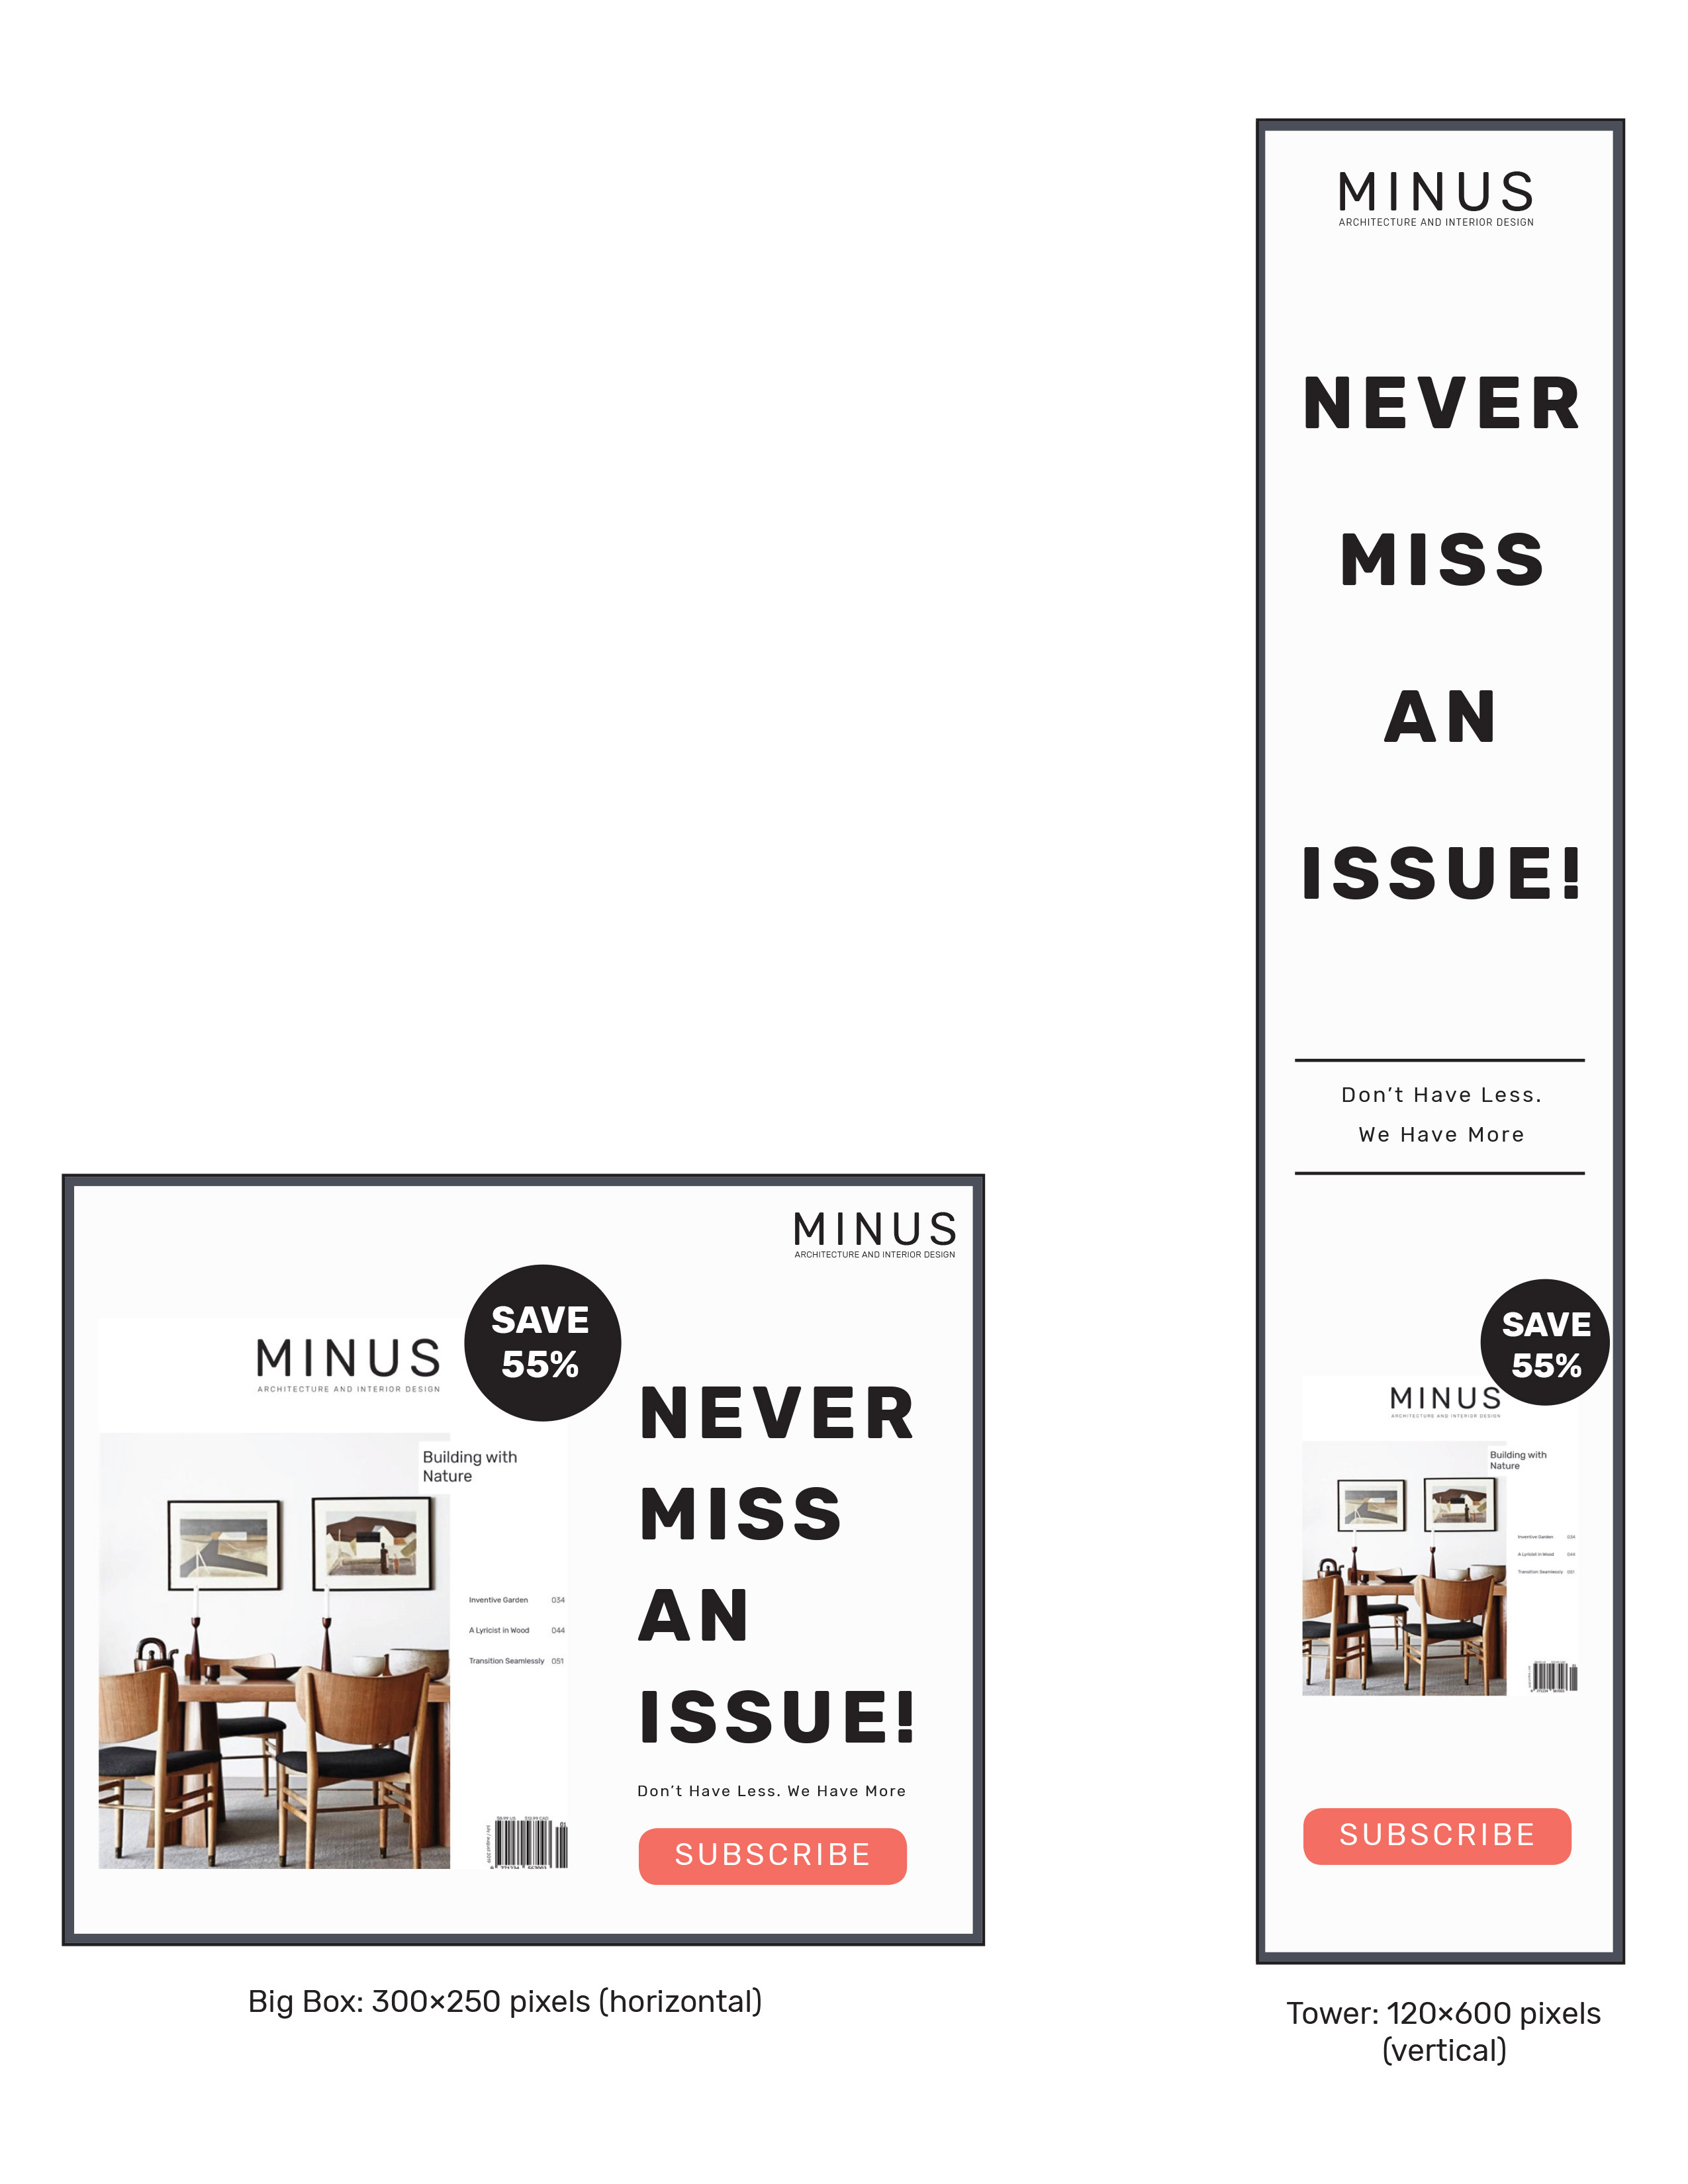 MINUS
ARCHITECTURE AND INTERIOR DESIGN
SAVE
55%
MINUS
ARCHITECTURE AND INTERIOR DESIGN
Building with
Nature
Inventive Garden 034
A Lyricist in Wood 044
Transition Seamlessly 051
NEVER
MISS
AN
ISSUE!
Don’t Have Less. We Have More
SUBSCRIBE
Big Box: 300×250 pixels (horizontal)
MINUS
ARCHITECTURE AND INTERIOR DESIGN
NEVER
MISS
AN
ISSUE!
Don’t Have Less.
We Have More
SAVE
55%
MINUS
ARCHITECTURE AND INTERIOR DESIGN
Building with
Nature
Inventive Garden 034
A Lyricist in Wood 044
Transition Seamlessly 051
SUBSCRIBE
Tower: 120×600 pixels
(vertical)